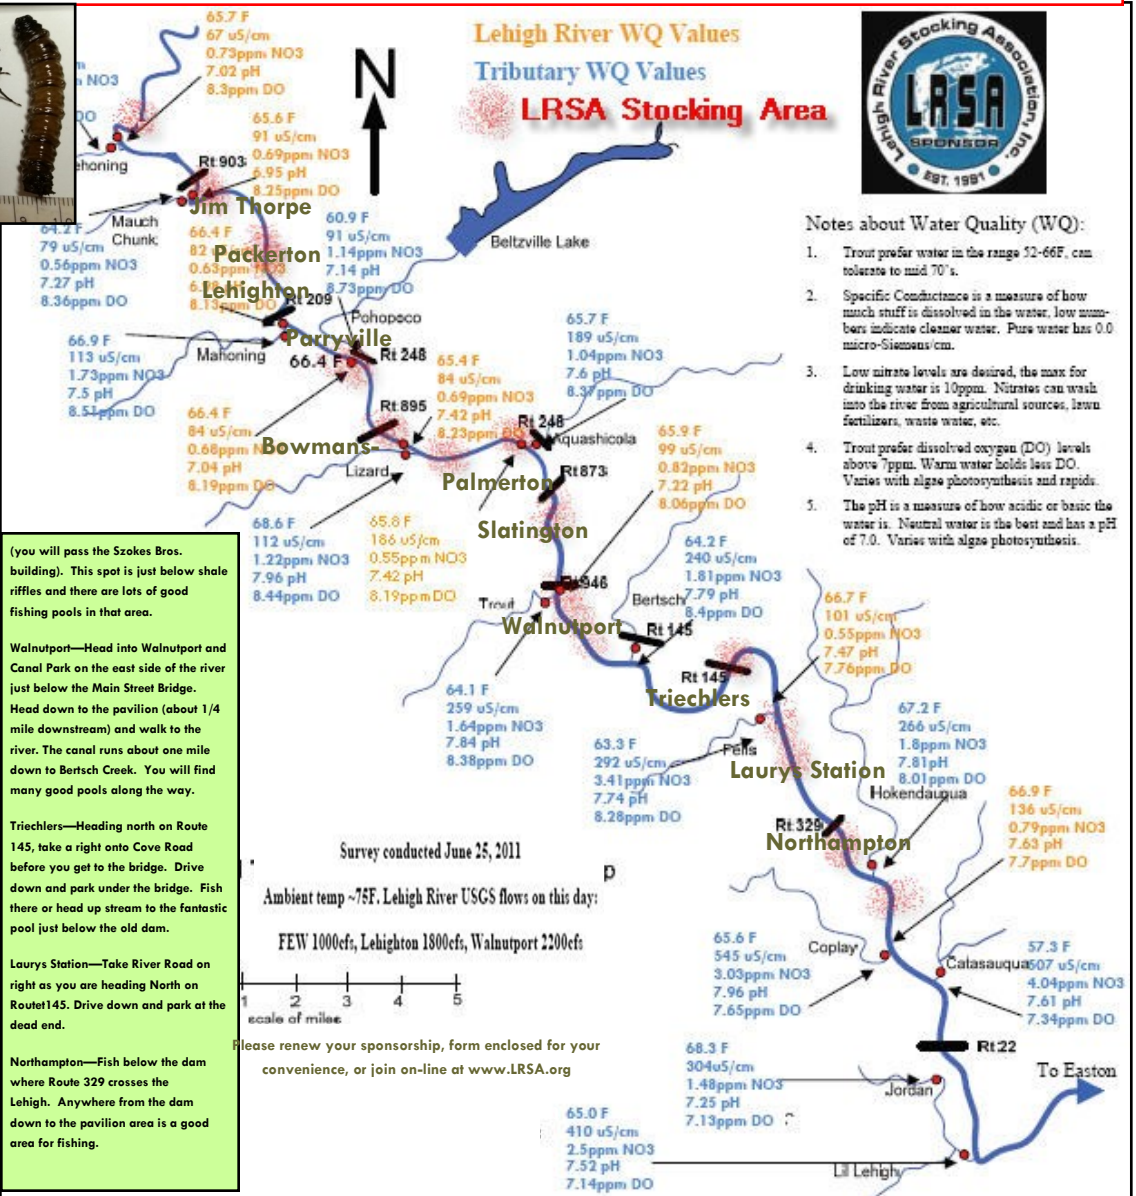 Lehigh River WQ Values
Tributary WQ Values
LRSA Stocking Area
Lehigh River Stocking Association, Inc.
LRSA
SPONSOR
EST. 1991
N
65.7 F
67 uS/cm
0.73ppm NO3
7.02 pH
8.3ppm DO
NO3
DO
65.6 F
91 uS/cm
0.69ppm NO3
6.95 pH
8.25ppm DO
Rt 903
Jim Thorpe
Mauch
Chunk
64.2 F
79 uS/cm
0.56ppm NO3
7.27 pH
8.36ppm DO
66.4 F
Packerton
Lehighton
60.9 F
91 uS/cm
1.14ppm NO3
7.14 pH
8.73ppm DO
Beltzville Lake
Rt 209
Pohopoco
Parryville
Mahoning
66.4 F
Rt 248
66.9 F
113 uS/cm
1.73ppm NO3
7.5 pH
8.51ppm DO
65.7 F
189 uS/cm
1.04ppm NO3
7.6 pH
8.37ppm DO
65.4 F
84 uS/cm
0.69ppm NO3
7.42 pH
8.23ppm DO
Rt 895
66.4 F
84 uS/cm
0.68ppm NO3
7.04 pH
8.19ppm DO
Bowmans-
Lizard
Rt 248
Aquashicola
Palmerton
Rt 873
Slatington
65.9 F
99 uS/cm
0.82ppm NO3
7.22 pH
8.06ppm DO
68.6 F
112 uS/cm
1.22ppm NO3
7.96 pH
8.44ppm DO
65.8 F
186 uS/cm
0.55ppm NO3
7.42 pH
8.19ppm DO
64.2 F
240 uS/cm
1.81ppm NO3
7.79 pH
8.4ppm DO
Rt 946
Trout
Walnutport
Bertsch
Rt 145
Rt 145
Triechlers
66.7 F
101 uS/cm
0.55ppm NO3
7.47 pH
7.76ppm DO
64.1 F
259 uS/cm
1.64ppm NO3
7.84 pH
8.38ppm DO
63.3 F
292 uS/cm
3.41ppm NO3
7.74 pH
8.28ppm DO
Fells
Laurys Station
67.2 F
266 uS/cm
1.8ppm NO3
7.81pH
8.01ppm DO
Hokendauqua
Rt 329
Northampton
66.9 F
136 uS/cm
0.79ppm NO3
7.63 pH
7.7ppm DO
65.6 F
545 uS/cm
3.03ppm NO3
7.96 pH
7.65ppm DO
Coplay
Catasauqua
57.3 F
507 uS/cm
4.04ppm NO3
7.61 pH
7.34ppm DO
Rt 22
To Easton
68.3 F
304uS/cm
1.48ppm NO3
7.25 pH
7.13ppm DO
Jordan
65.0 F
410 uS/cm
2.5ppm NO3
7.52 pH
7.14ppm DO
Lil Lehigh
Notes about Water Quality (WQ):
1. Trout prefer water in the range 52-66F, can
tolerate to mid 70's.
2. Specific Conductance is a measure of how
much stuff is dissolved in the water, low num-
bers indicate cleaner water. Pure water has 0.0
micro-Siemens/cm.
3. Low nitrate levels are desired, the max for
drinking water is 10ppm. Nitrates can wash
into the river from agricultural sources, lawn
fertilizers, waste water, etc.
4. Trout prefer dissolved oxygen (DO) levels
above 7ppm. Warm water holds less DO.
Varies with algae photosynthesis and rapids.
5. The pH is a measure of how acidic or basic the
water is. Neutral water is the best and has a pH
of 7.0. Varies with algae photosynthesis.
(you will pass the Szokes Bros.
building). This spot is just below shale
riffles and there are lots of good
fishing pools in that area.
Walnutport—Head into Walnutport and
Canal Park on the east side of the river
just below the Main Street Bridge.
Head down to the pavilion (about 1/4
mile downstream) and walk to the
river. The canal runs about one mile
down to Bertsch Creek. You will find
many good pools along the way.
Triechlers—Heading north on Route
145, take a right onto Cove Road
before you get to the bridge. Drive
down and park under the bridge. Fish
there or head up stream to the fantastic
pool just below the old dam.
Laurys Station—Take River Road on
right as you are heading North on
Routet145. Drive down and park at the
dead end.
Northampton—Fish below the dam
where Route 329 crosses the
Lehigh. Anywhere from the dam
down to the pavilion area is a good
area for fishing.
Survey conducted June 25, 2011
p
Ambient temp ~75F. Lehigh River USGS flows on this day:
FEW 1000cfs, Lehighton 1800cfs, Walnutport 2200cfs
1 2 3 4 5
scale of miles
Please renew your sponsorship, form enclosed for your
convenience, or join on-line at www.LRSA.org